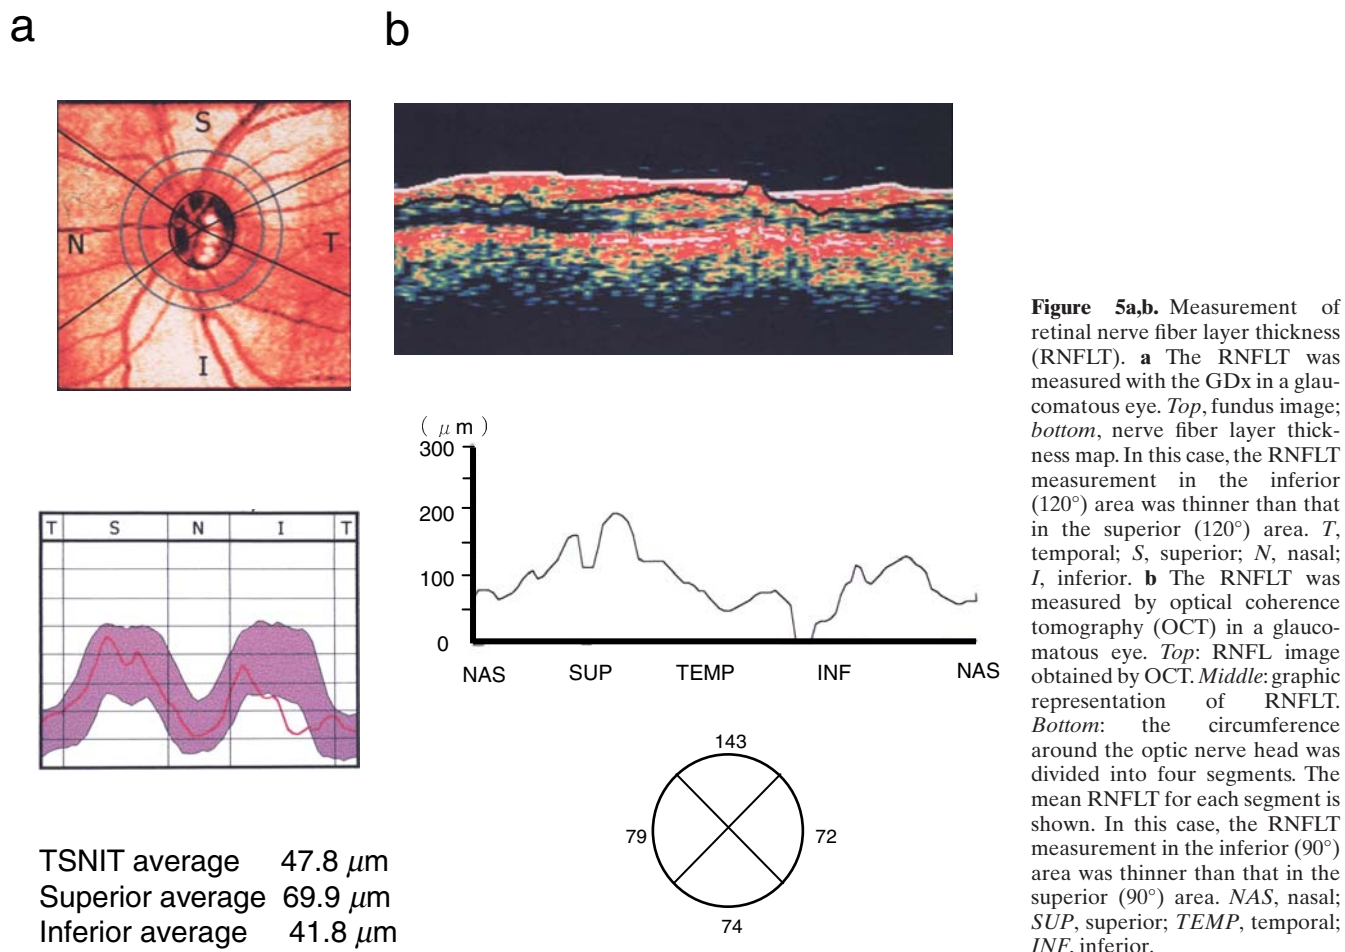 a
b
S
N
T
I
T S N I T
TSNIT average 47.8 μm
Superior average 69.9 μm
Inferior average 41.8 μm
( μ m )
300
200
100
0
NAS SUP TEMP INF NAS
143
79 72
74
Figure 5a,b. Measurement of
retinal nerve fiber layer thickness
(RNFLT). a The RNFLT was
measured with the GDx in a glau-
comatous eye. Top, fundus image;
bottom, nerve fiber layer thick-
ness map. In this case, the RNFLT
measurement in the inferior
(120°) area was thinner than that
in the superior (120°) area. T,
temporal; S, superior; N, nasal;
I, inferior. b The RNFLT was
measured by optical coherence
tomography (OCT) in a glauco-
matous eye. Top: RNFL image
obtained by OCT. Middle: graphic
representation of RNFLT.
Bottom: the circumference
around the optic nerve head was
divided into four segments. The
mean RNFLT for each segment is
shown. In this case, the RNFLT
measurement in the inferior (90°)
area was thinner than that in the
superior (90°) area. NAS, nasal;
SUP, superior; TEMP, temporal;
INF, inferior.